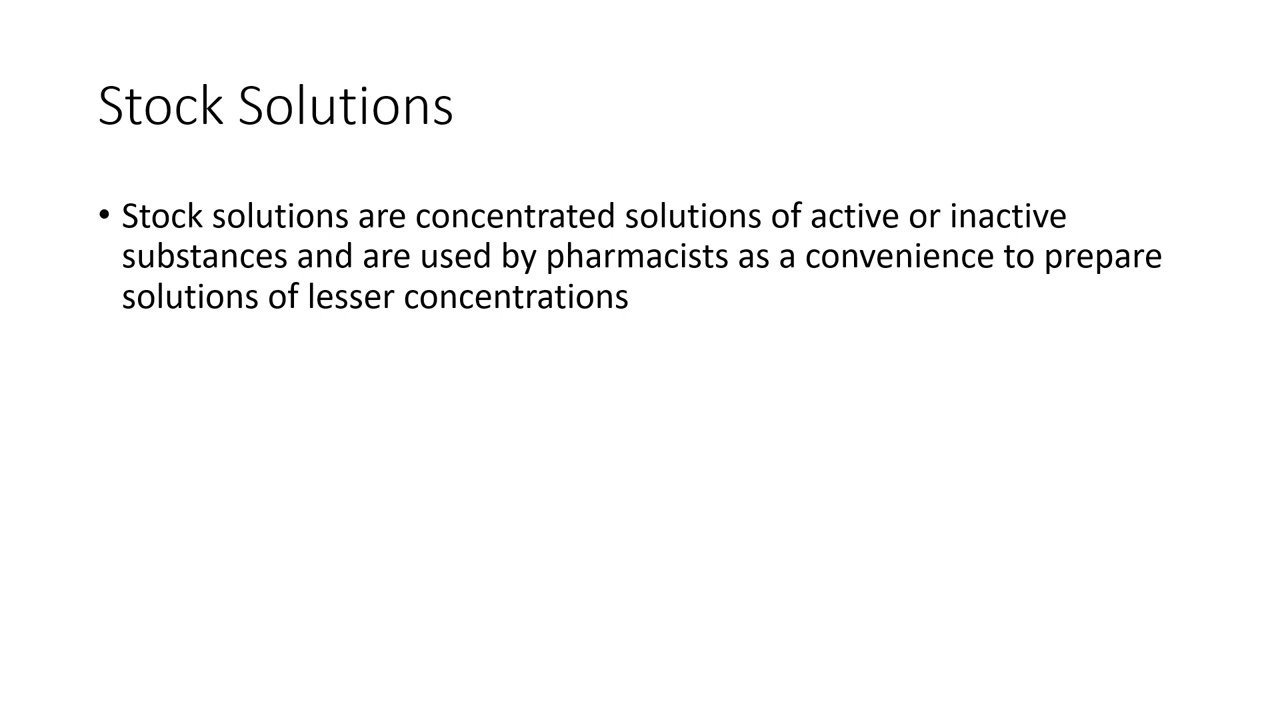 Stock Solutions
• Stock solutions are concentrated solutions of active or inactive
substances and are used by pharmacists as a convenience to prepare
solutions of lesser concentrations